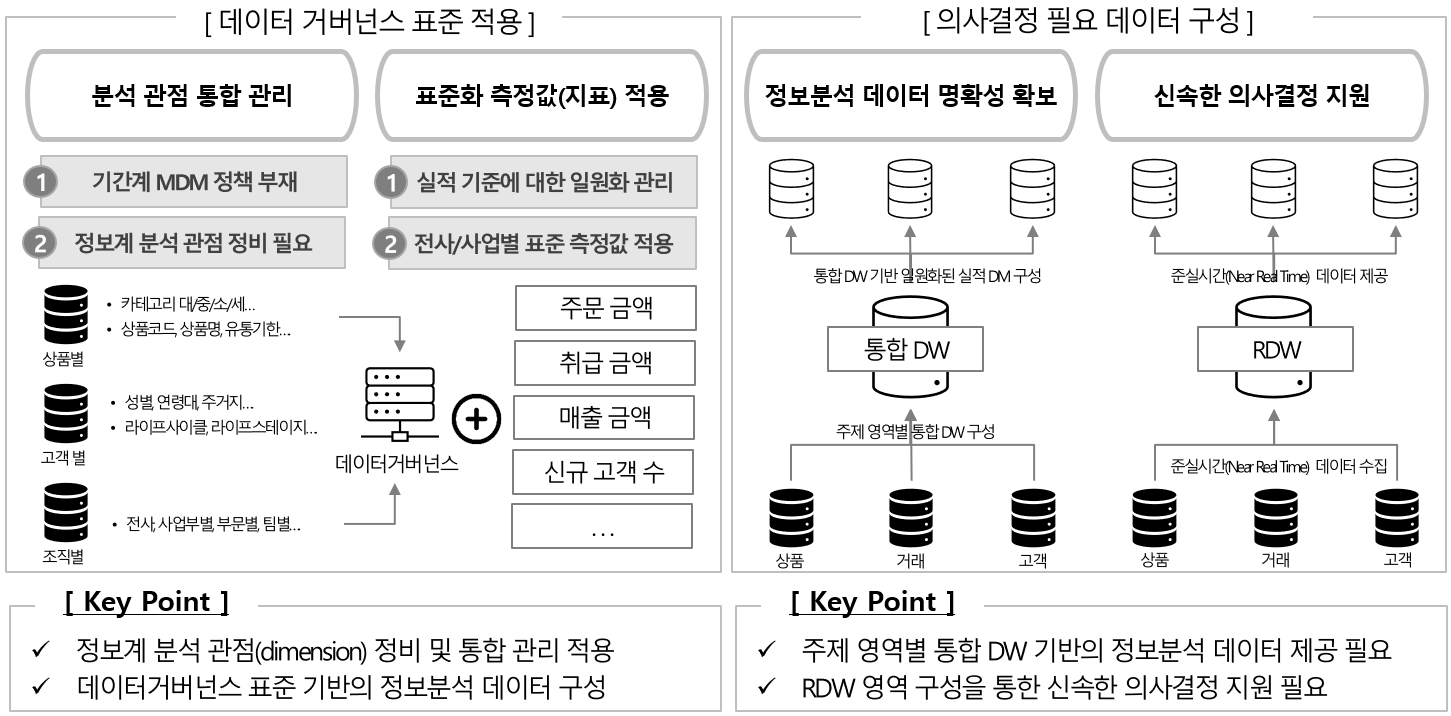 [ 데이터 거버넌스 표준 적용 ]
분석 관점 통합 관리
표준화 측정값(지표) 적용
1 기간계 MDM 정책 부재
2 정보계 분석 관점 정비 필요
1 실적 기준에 대한 일원화 관리
2 전사/사업별 표준 측정값 적용
• 카테고리 대/중/소/세...
• 상품코드, 상품명, 유통기한...
상품별
• 성별, 연령대, 주거지...
• 라이프사이클, 라이프스테이지...
고객 별
• 전사, 사업부별, 부문별, 팀별...
조직별
데이터거버넌스
주문 금액
취급 금액
매출 금액
신규 고객 수
...
[ 의사결정 필요 데이터 구성 ]
정보분석 데이터 명확성 확보
신속한 의사결정 지원
통합 DW 기반 일원화된 실적 DM 구성
통합 DW
주제 영역별 통합 DW 구성
상품
거래
고객
준실시간(Near Real Time) 데이터 제공
RDW
준실시간(Near Real Time) 데이터 수집
상품
거래
고객
[ Key Point ]
✓ 정보계 분석 관점(dimension) 정비 및 통합 관리 적용
✓ 데이터거버넌스 표준 기반의 정보분석 데이터 구성
[ Key Point ]
✓ 주제 영역별 통합 DW 기반의 정보분석 데이터 제공 필요
✓ RDW 영역 구성을 통한 신속한 의사결정 지원 필요